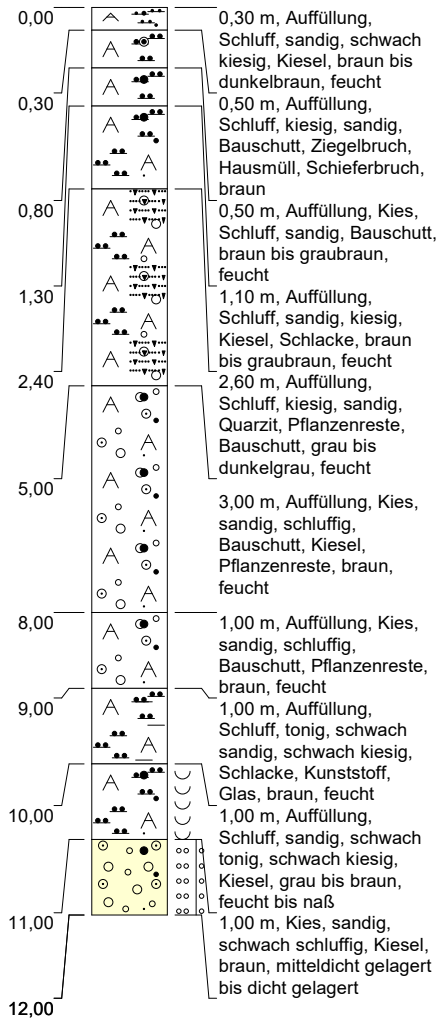 0,00
0,30 m, Auffüllung,
Schluff, sandig, schwach
kiesig, Kiesel, braun bis
dunkelbraun, feucht
0,30
0,50 m, Auffüllung,
Schluff, kiesig, sandig,
Bauschutt, Ziegelbruch,
Hausmüll, Schieferbruch,
braun
0,80
0,50 m, Auffüllung, Kies,
Schluff, sandig, Bauschutt,
braun bis graubraun,
feucht
1,30
1,10 m, Auffüllung,
Schluff, sandig, kiesig,
Kiesel, Schlacke, braun
bis graubraun, feucht
2,40
2,60 m, Auffüllung,
Schluff, kiesig, sandig,
Quarzit, Pflanzenreste,
Bauschutt, grau bis
dunkelgrau, feucht
5,00
3,00 m, Auffüllung, Kies,
sandig, schluffig,
Bauschutt, Kiesel,
Pflanzenreste, braun,
feucht
8,00
1,00 m, Auffüllung, Kies,
sandig, schluffig,
Bauschutt, Pflanzenreste,
braun, feucht
9,00
1,00 m, Auffüllung,
Schluff, tonig, schwach
sandig, schwach kiesig,
Schlacke, Kunststoff,
Glas, braun, feucht
10,00
1,00 m, Auffüllung,
Schluff, sandig, schwach
tonig, schwach kiesig,
Kiesel, grau bis braun,
feucht bis naß
11,00
1,00 m, Kies, sandig,
schwach schluffig, Kiesel,
braun, mitteldicht gelagert
bis dicht gelagert
12,00